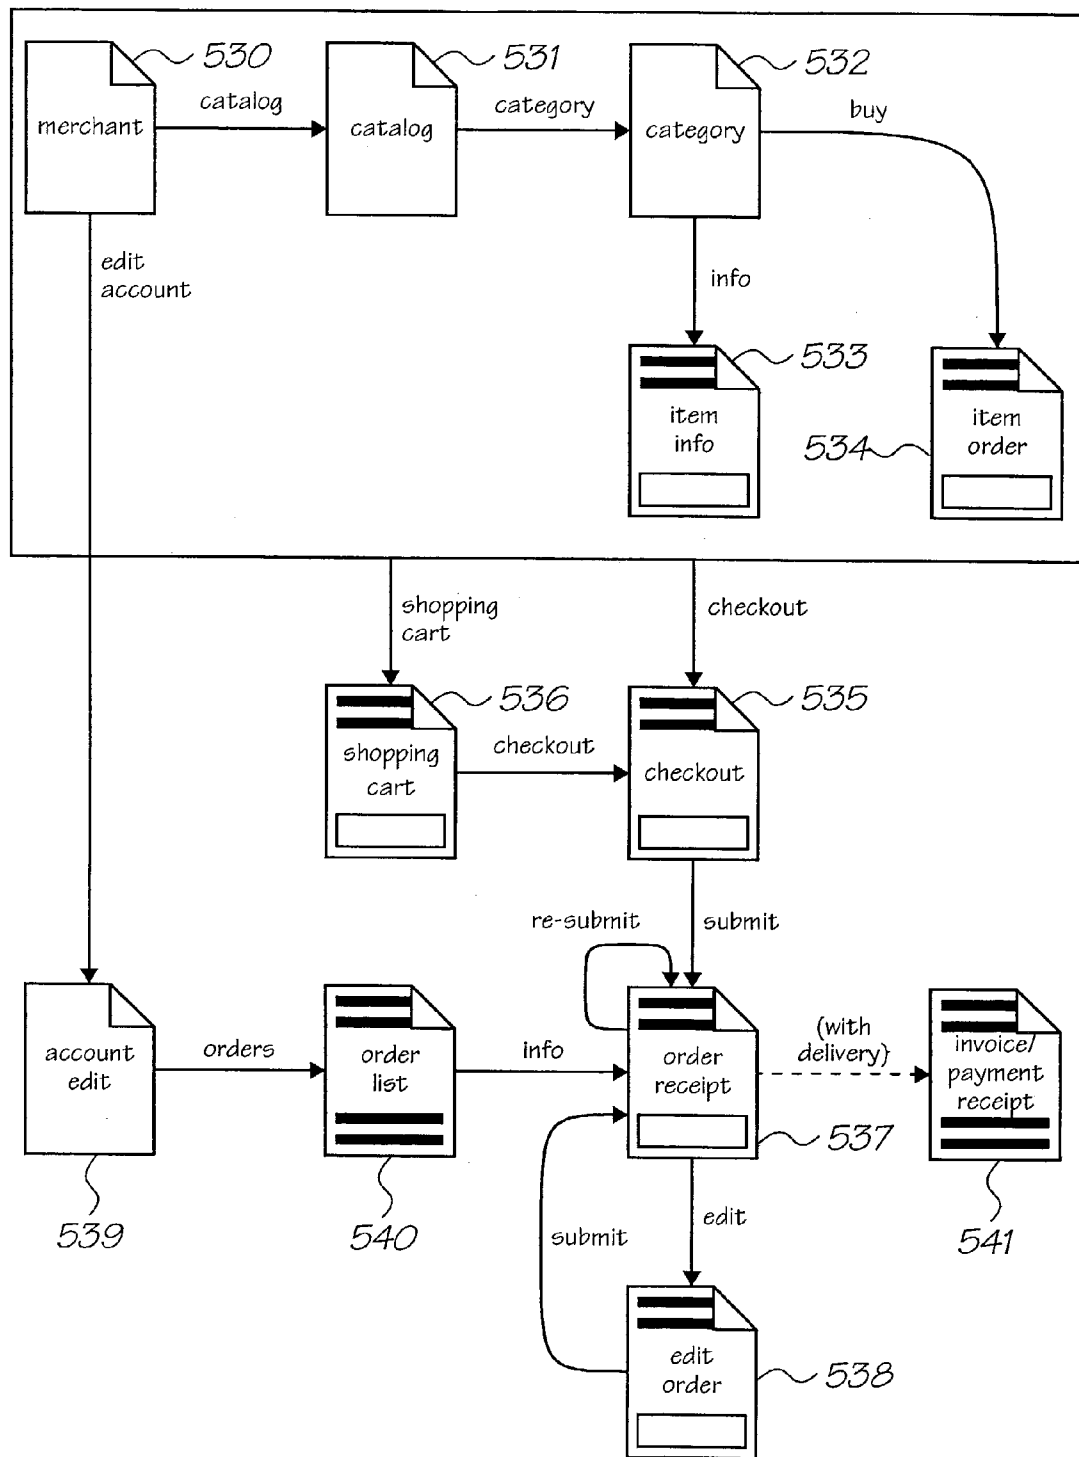 530
531
532
merchant
catalog
catalog
category
category
buy
edit
account
info
533
item
info
534
item
order
shopping
cart
checkout
536
535
shopping
cart
checkout
checkout
re-submit
submit
account
edit
orders
order
list
info
order
receipt
(with
delivery)
invoice/
payment
receipt
537
539
540
submit
edit
541
edit
order
538